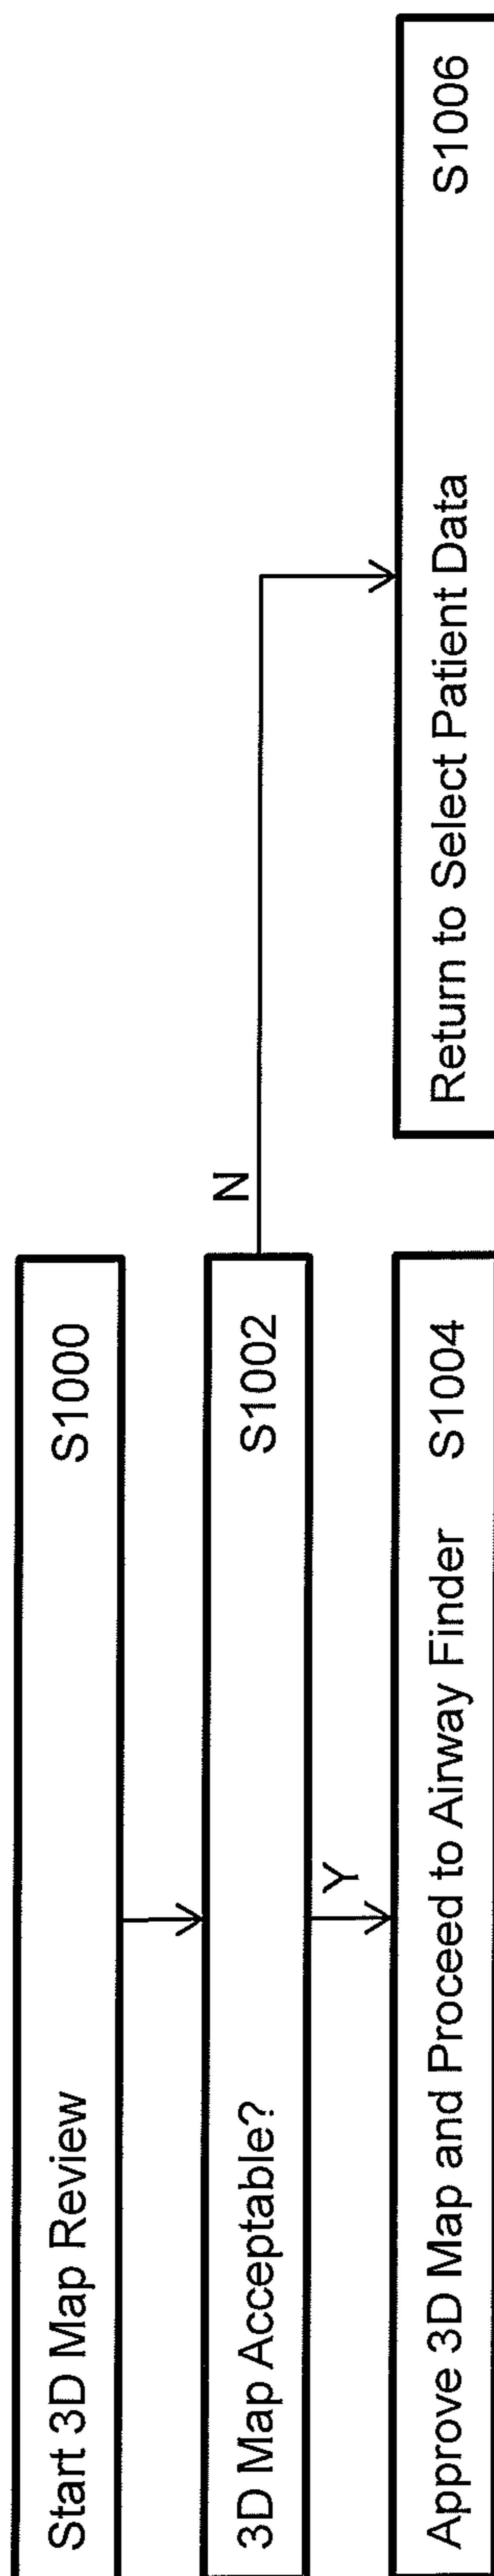 Start 3D Map Review S1000
3D Map Acceptable? S1002
N
Y
Approve 3D Map and Proceed to Airway Finder S1004
Return to Select Patient Data S1006